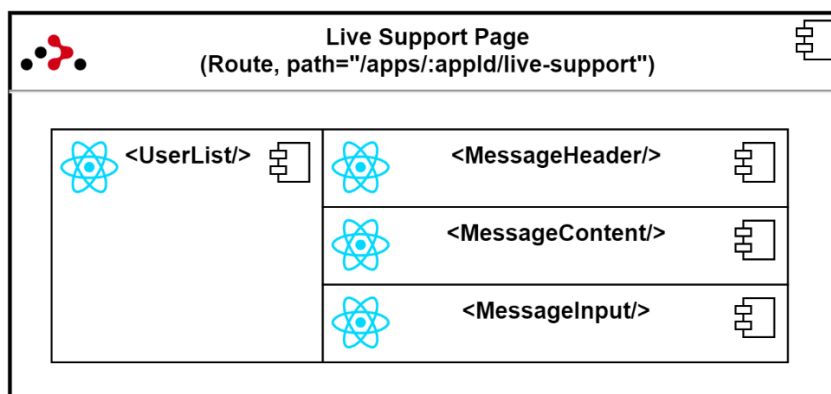 Live Support Page
(Route, path="/apps/:appId/live-support")
<UserList/>
<MessageHeader/>
<MessageContent/>
<MessageInput/>